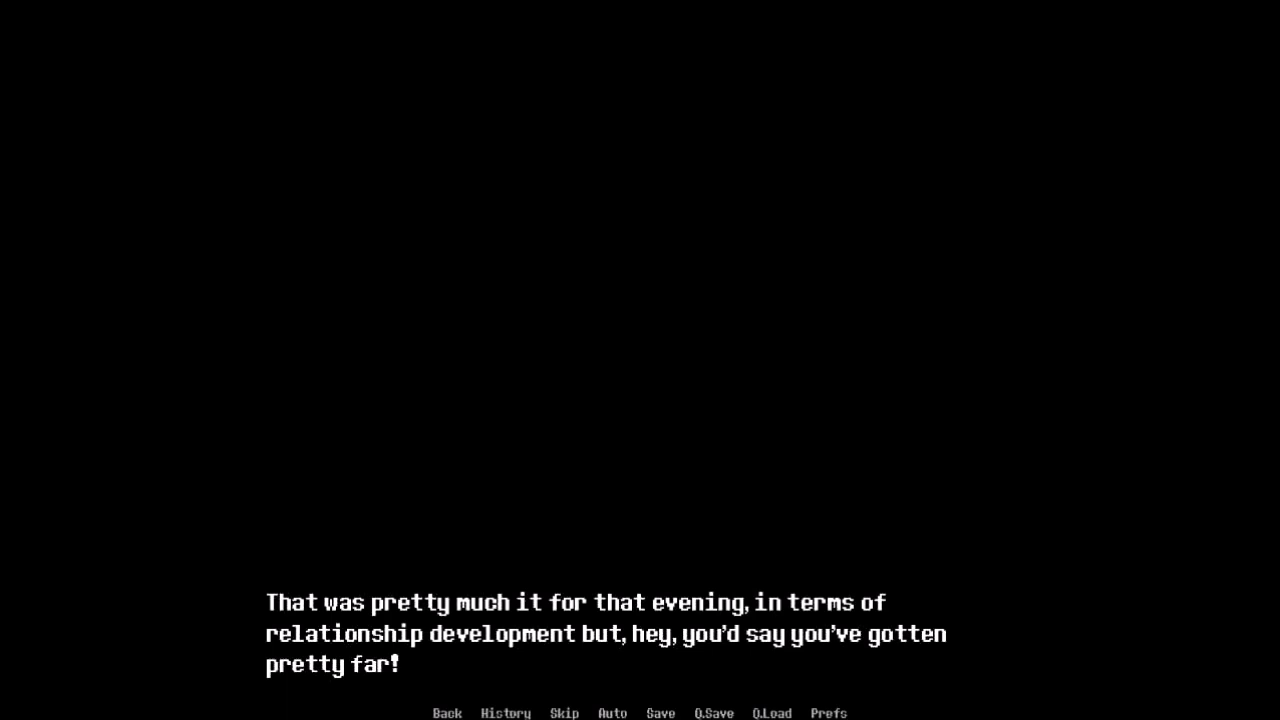 That was pretty much it for that evening, in terms of
relationship development but, hey, you'd say you've gotten
pretty far!
Back History Skip Auto Save Q.Save Q.Load Prefs